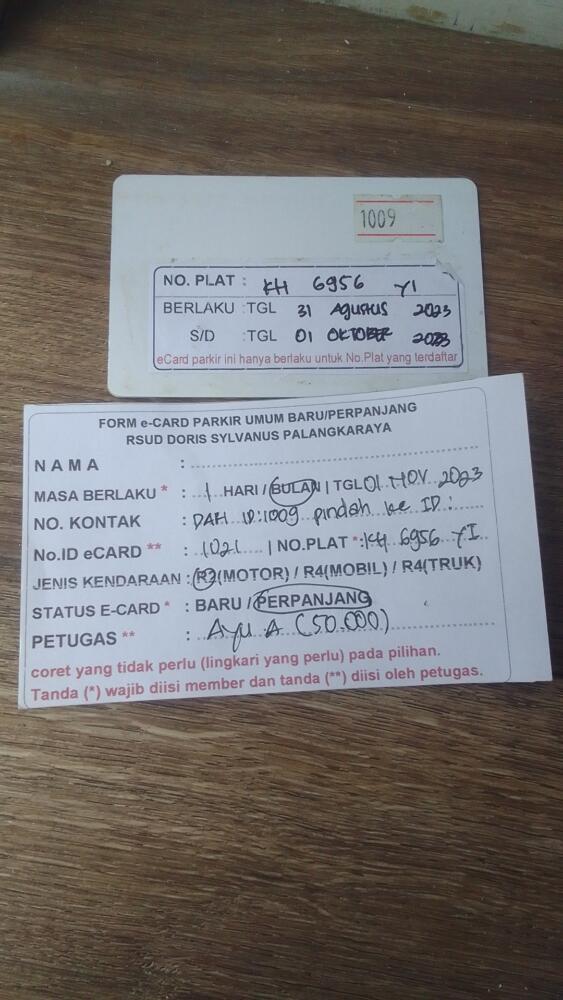 1009
NO. PLAT : KH 6956 YI
BERLAKU : TGL 31 AGUSTUS 2023
S/D : TGL 01 OKTOBER 2023
eCard parkir ini hanya berlaku untuk No.Plat yang terdaftar
FORM e-CARD PARKIR UMUM BARU/PERPANJANG
RSUD DORIS SYLVANUS PALANGKARAYA
NAMA :
MASA BERLAKU * : 1 HARI / BULAN | TGL 01 NOV 2023
NO. KONTAK : DARI ID:1009 pindah ke ID :
No.ID eCARD ** : 1021 | NO.PLAT *: KH 6956 YI
JENIS KENDARAAN : R2(MOTOR) / R4(MOBIL) / R4(TRUK)
STATUS E-CARD * : BARU / PERPANJANG
PETUGAS ** : Ayu A (50.000)
coret yang tidak perlu (lingkari yang perlu) pada pilihan.
Tanda (*) wajib diisi member dan tanda (**) diisi oleh petugas.